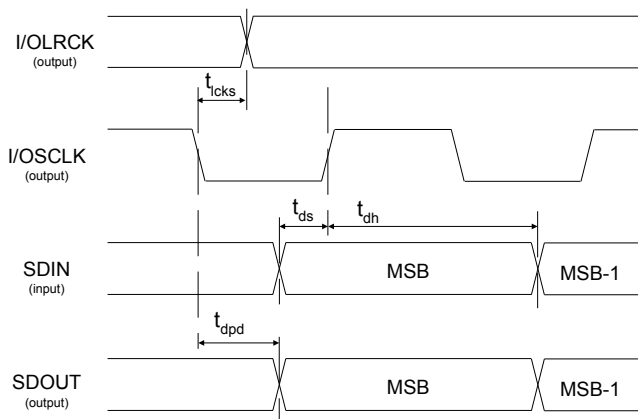 I/OLRCK
(output)
t_lcks
I/OSCLK
(output)
t_ds
t_dh
SDIN
(input)
MSB
MSB-1
t_dpd
SDOUT
(output)
MSB
MSB-1